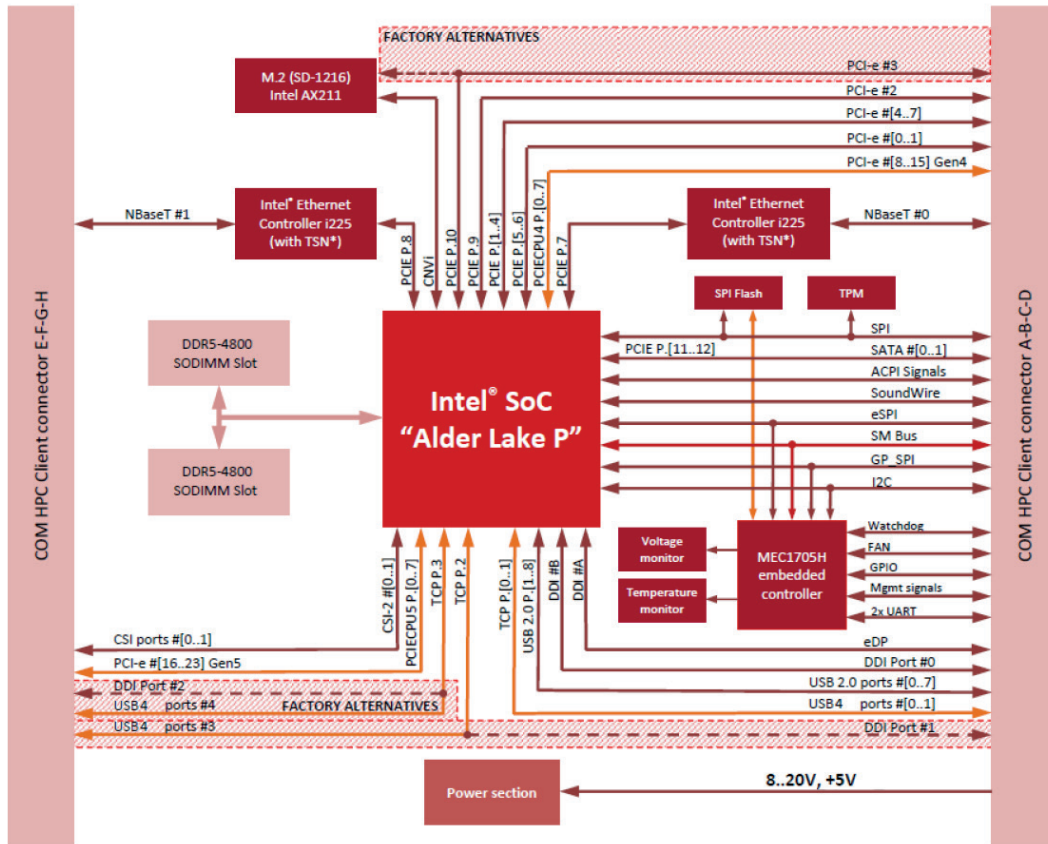 FACTORY ALTERNATIVES
M.2 (SD-1216)
Intel AX211
PCI-e #3
PCI-e #2
PCI-e #[4..7]
PCI-e #[0..1]
PCI-e #[8..15] Gen4
NBaseT #1
Intel® Ethernet
Controller i225
(with TSN*)
Intel® Ethernet
Controller i225
(with TSN*)
NBaseT #0
PCIE P.8
CNVi
PCIE P.10
PCIE P.9
PCIE P.[1..4]
PCIE P.[5..6]
PCIECPU4 P.[0..7]
PCIE P.7
COM HPC Client connector E-F-G-H
COM HPC Client connector A-B-C-D
SPI Flash
TPM
DDR5-4800
SODIMM Slot
DDR5-4800
SODIMM Slot
Intel® SoC
“Alder Lake P”
SPI
PCIE P.[11..12]
SATA #[0..1]
ACPI Signals
SoundWire
eSPI
SM Bus
GP_SPI
I2C
Voltage
monitor
Temperature
monitor
MEC1705H
embedded
controller
Watchdog
FAN
GPIO
Mgmt signals
2x UART
CSI-2 #[0..1]
PCIECPU5 P.[0..7]
TCP P.3
TCP P.2
TCP P.[0..1]
USB 2.0 P.[1..8]
DDI #B
DDI #A
CSI ports #[0..1]
PCI-e #[16..23] Gen5
DDI Port #2
USB4 ports #4
FACTORY ALTERNATIVES
USB4 ports #3
eDP
DDI Port #0
USB 2.0 ports #[0..7]
USB4 ports #[0..1]
DDI Port #1
Power section
8..20V, +5V